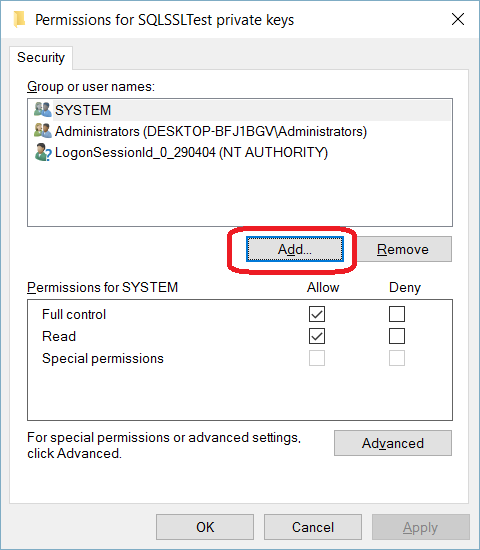 Permissions for SQLSSLTest private keys
Security
Group or user names:
SYSTEM
Administrators (DESKTOP-BFJ1BGV\Administrators)
LogonSessionId_0_290404 (NT AUTHORITY)
Add... Remove
Permissions for SYSTEM Allow Deny
Full control
Read
Special permissions
For special permissions or advanced settings,
click Advanced.
Advanced
OK Cancel Apply